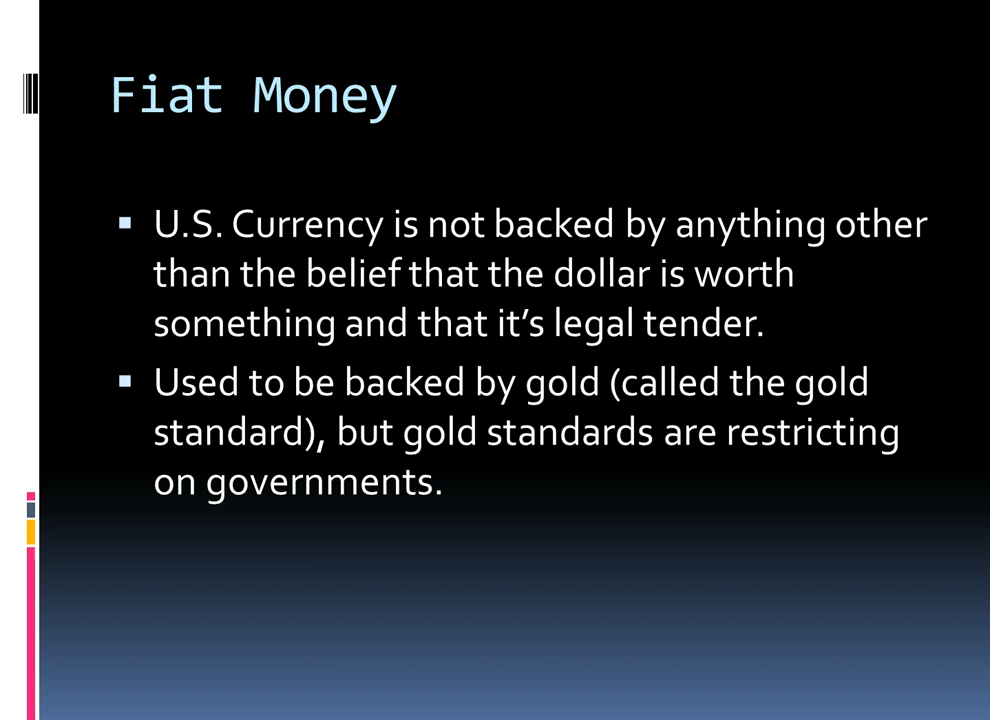 Fiat Money
▪ U.S. Currency is not backed by anything other
than the belief that the dollar is worth
something and that it’s legal tender.
▪ Used to be backed by gold (called the gold
standard), but gold standards are restricting
on governments.